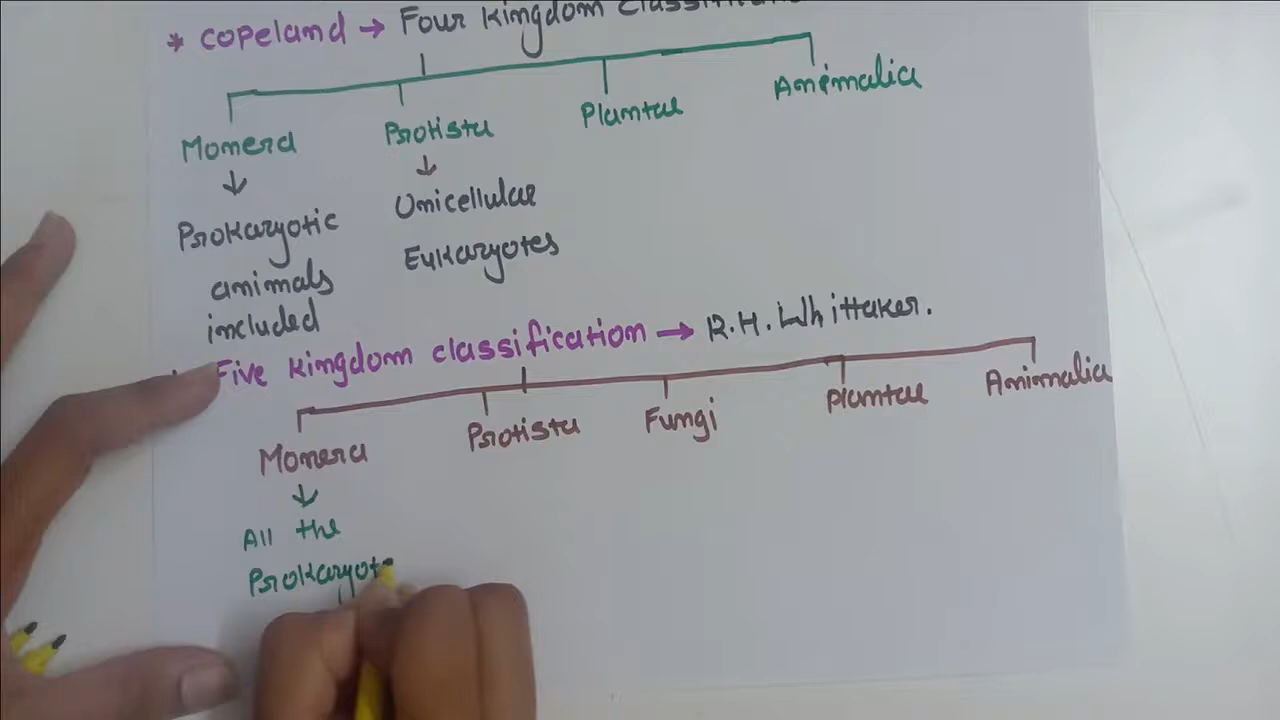 * Copeland → Four Kingdom
Monera Protista Plantae Animalia
↓ ↓
Prokaryotic Unicellular
animals Eukaryotes
included
Five kingdom classification → R.H. Whittaker.
Monera Protista Fungi Plantae Animalia
↓
All the
Prokaryot